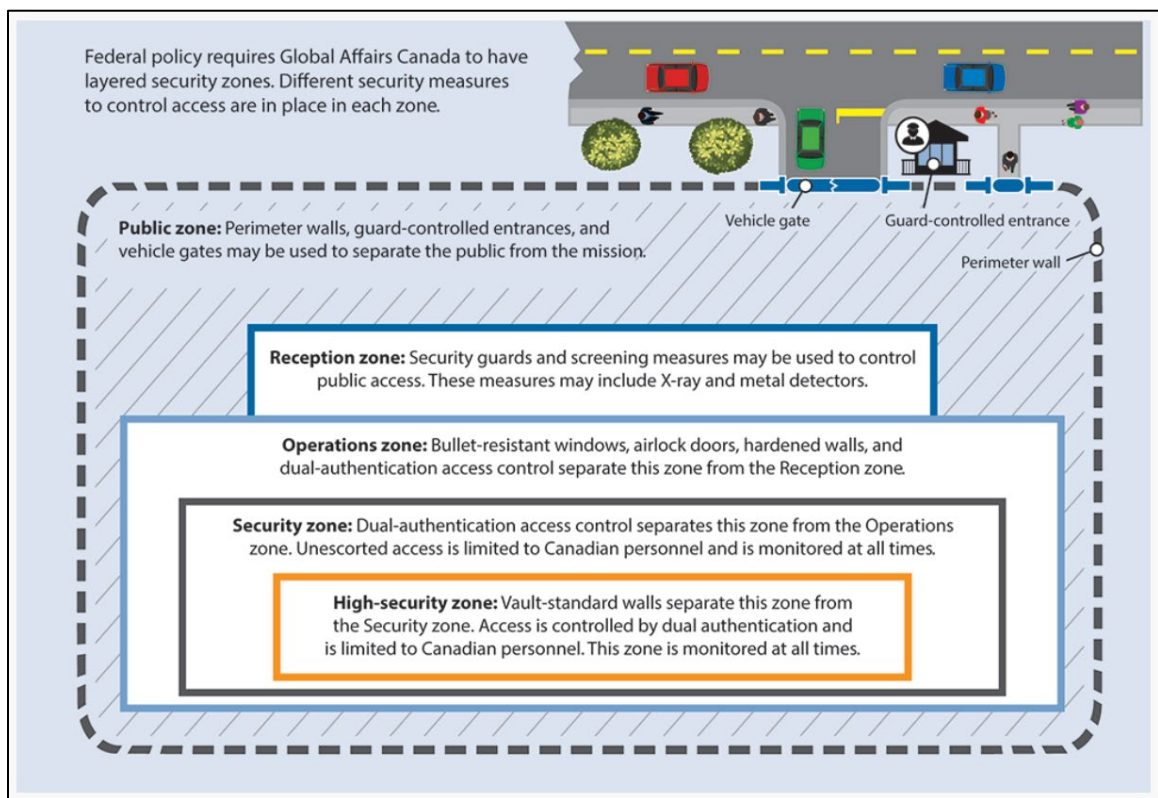 Federal policy requires Global Affairs Canada to have
layered security zones. Different security measures
to control access are in place in each zone.
Vehicle gate
Guard-controlled entrance
Perimeter wall
Public zone: Perimeter walls, guard-controlled entrances, and
vehicle gates may be used to separate the public from the mission.
Reception zone: Security guards and screening measures may be used to control
public access. These measures may include X-ray and metal detectors.
Operations zone: Bullet-resistant windows, airlock doors, hardened walls, and
dual-authentication access control separate this zone from the Reception zone.
Security zone: Dual-authentication access control separates this zone from the Operations
zone. Unescorted access is limited to Canadian personnel and is monitored at all times.
High-security zone: Vault-standard walls separate this zone from
the Security zone. Access is controlled by dual authentication and
is limited to Canadian personnel. This zone is monitored at all times.